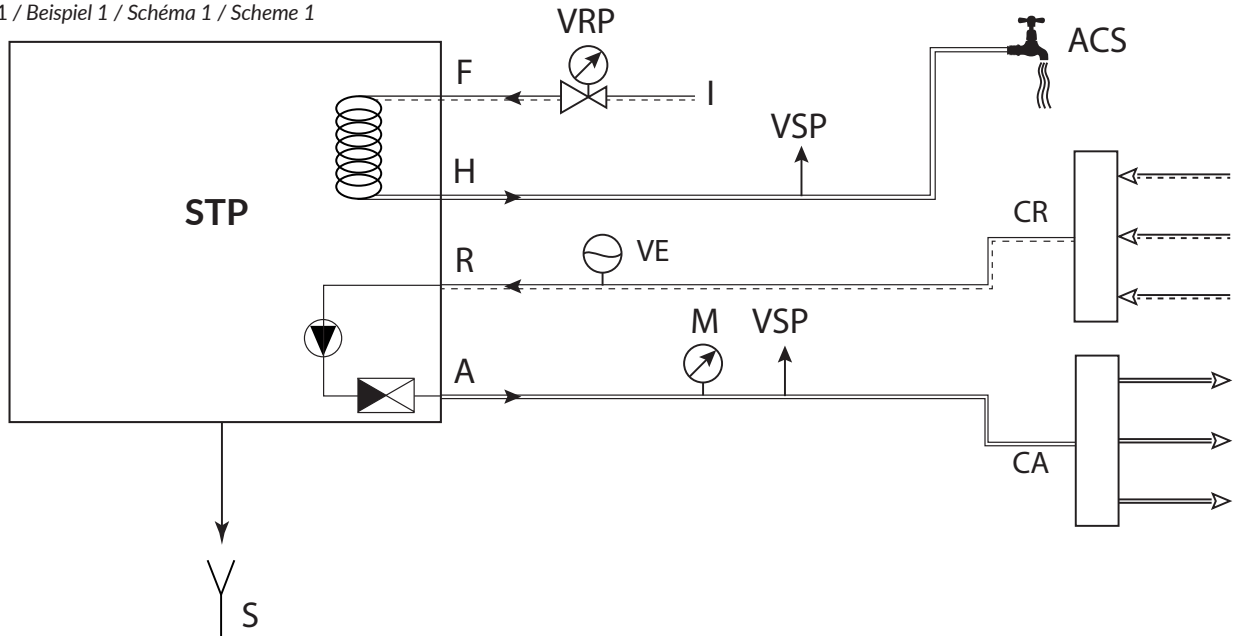 1 / Beispiel 1 / Schéma 1 / Scheme 1
VRP
ACS
F
I
VSP
H
STP
CR
R
VE
M
VSP
A
CA
S